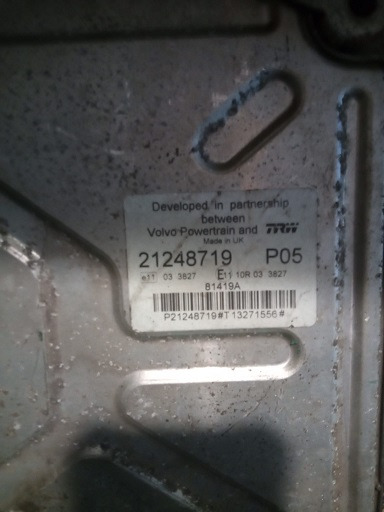 Developed in partnership
between
Volvo Powertrain and TRW
Made in UK
21248719 P05
e11 03 3827 E11 10R 03 3827
81419A
P21248719#T13271556#